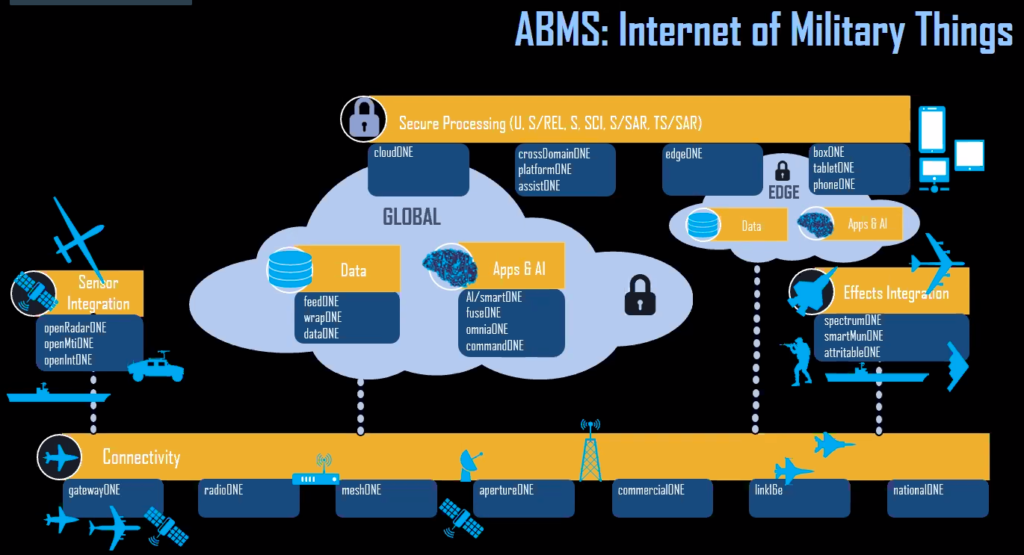 ABMS: Internet of Military Things
Secure Processing (U, S/REL, S, SCI, S/SAR, TS/SAR)
cloudONE
crossDomainONE
platformONE
assistONE
edgeONE
boxONE
tabletONE
phoneONE
GLOBAL
EDGE
Data
Apps & AI
Data
feedONE
wrapONE
dataONE
Apps & AI
AI/smartONE
fuseONE
omniaONE
commandONE
Sensor
Integration
openRadarONE
openMtiONE
openIntONE
Effects Integration
spectrumONE
smartMunONE
attritableONE
Connectivity
gatewayONE
radioONE
meshONE
apertureONE
commercialONE
link16e
nationalONE